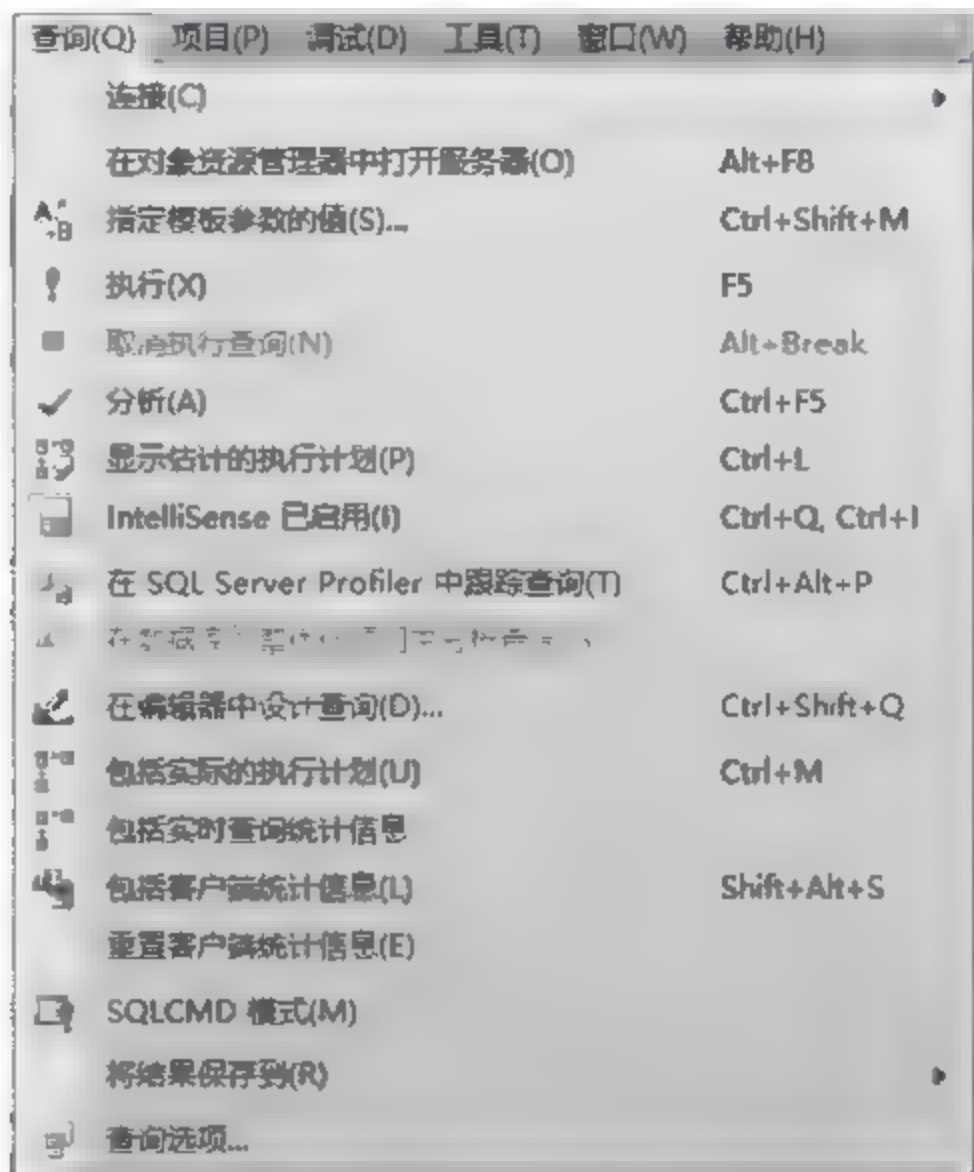 查询(Q) 项目(P) 调试(D) 工具(T) 窗口(W) 帮助(H)
连接(C)
在对象资源管理器中打开服务器(O) Alt+F8
指定模板参数的值(S)... Ctrl+Shift+M
执行(X) F5
取消执行查询(N) Alt+Break
分析(A) Ctrl+F5
显示估计的执行计划(P) Ctrl+L
IntelliSense 已启用(I) Ctrl+Q, Ctrl+I
在 SQL Server Profiler 中跟踪查询(T) Ctrl+Alt+P
在数据
在编辑器中设计查询(D)... Ctrl+Shift+Q
包括实际的执行计划(U) Ctrl+M
包括实时查询统计信息
包括客户端统计信息(L) Shift+Alt+S
重置客户端统计信息(E)
SQLCMD 模式(M)
将结果保存到(R)
查询选项...